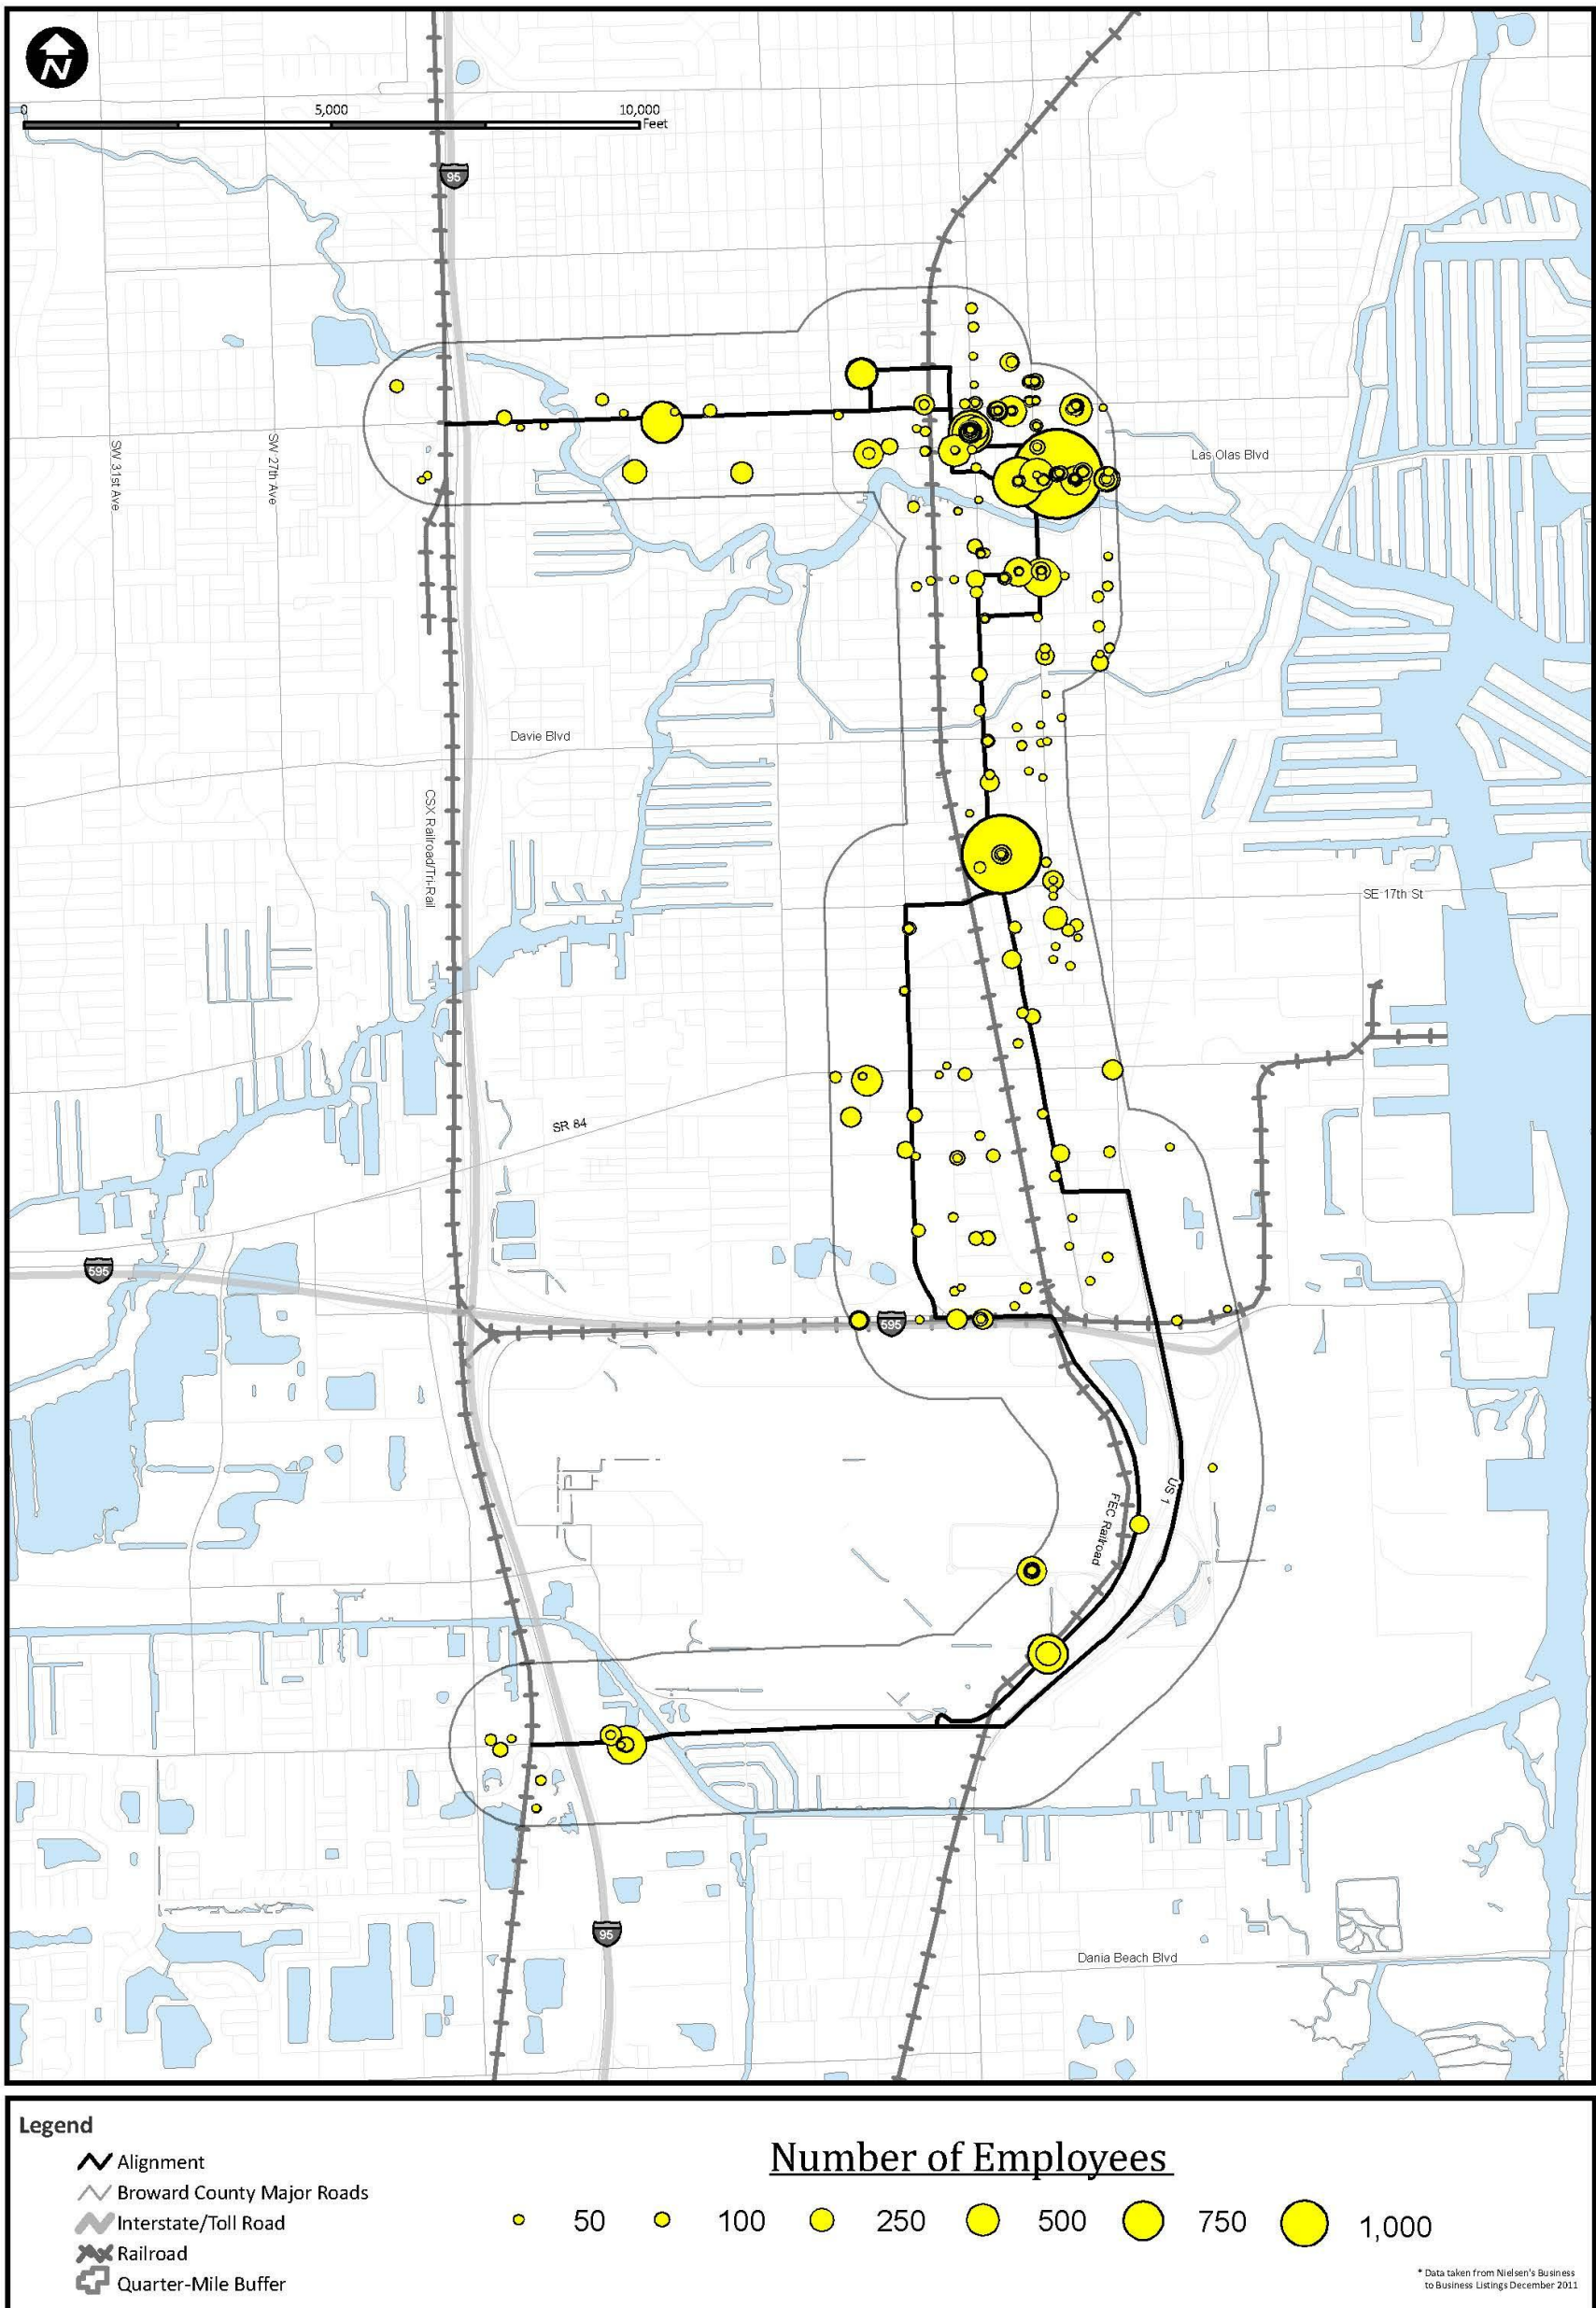 N
0 5,000 10,000
Feet
95
SW 31st Ave
SW 27th Ave
Las Olas Blvd
Davie Blvd
CSX Railroad/Tri-Rail
SE 17th St
SR 84
595
595
US 1
FEC Railroad
95
Dania Beach Blvd
Legend
Alignment
Broward County Major Roads
Interstate/Toll Road
Railroad
Quarter-Mile Buffer
Number of Employees
50 100 250 500 750 1,000
* Data taken from Nielsen's Business
to Business Listings December 2011